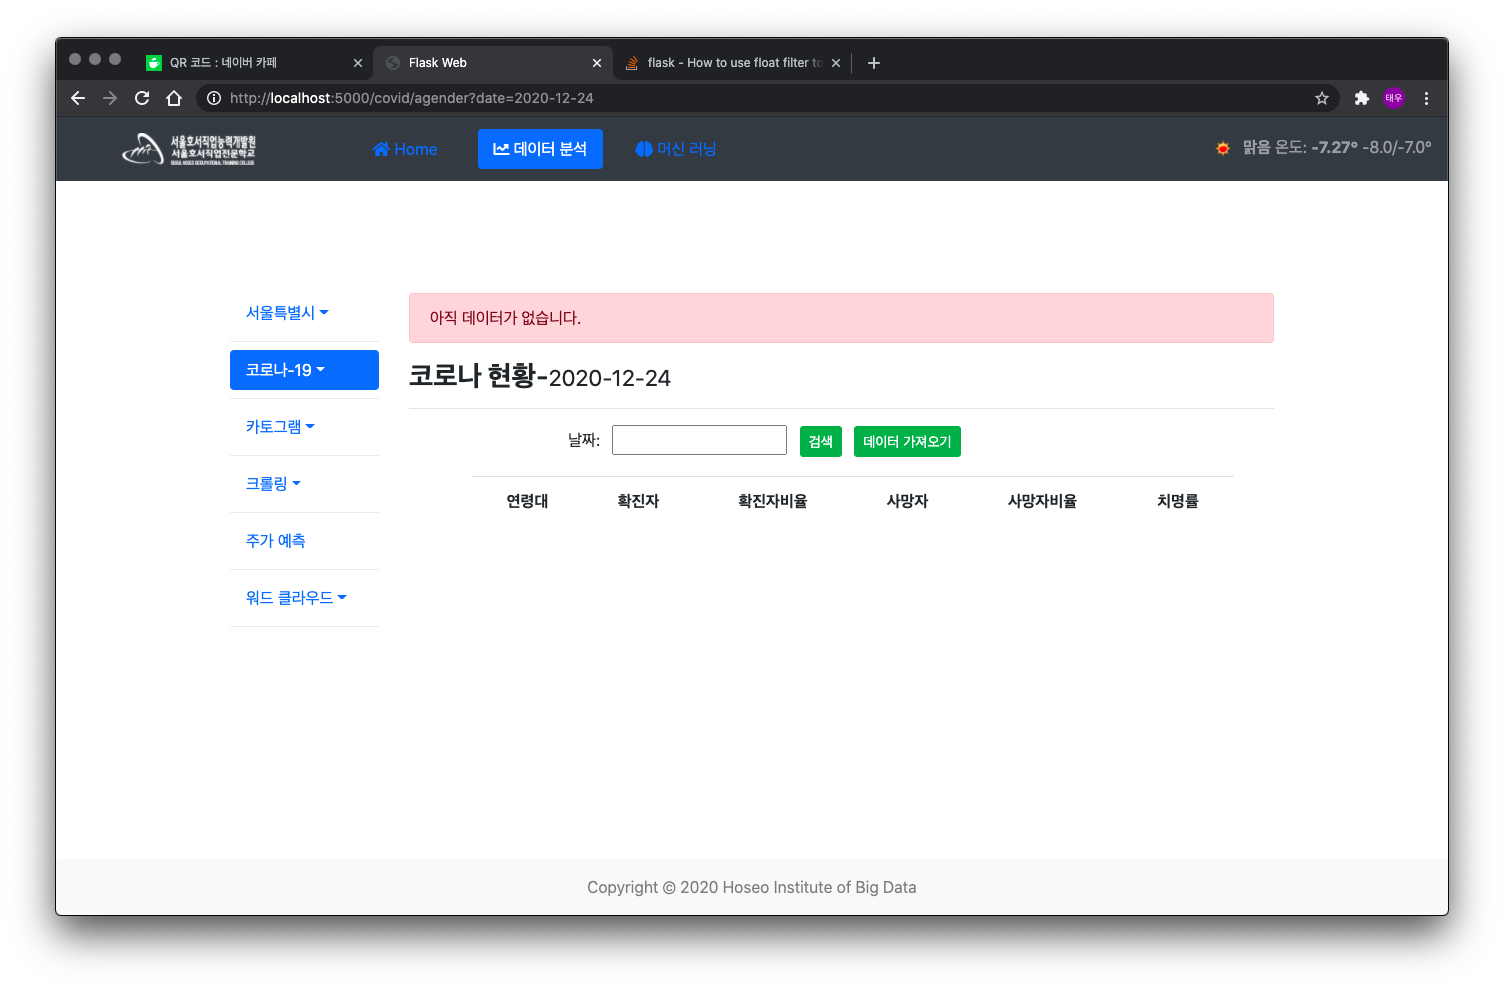 QR 코드 : 네이버 카페
Flask Web
flask - How to use float filter to
http://localhost:5000/covid/agender?date=2020-12-24
태우
서울호서직업능력개발원
서울호서직업전문학교
SEOUL HOSEO OCCUPATIONAL TRAINING COLLEGE
Home
데이터 분석
머신 러닝
맑음 온도: -7.27° -8.0/-7.0°
서울특별시
코로나-19
카토그램
크롤링
주가 예측
워드 클라우드
아직 데이터가 없습니다.
코로나 현황-2020-12-24
날짜: 검색 데이터 가져오기
연령대 확진자 확진자비율 사망자 사망자비율 치명률
Copyright © 2020 Hoseo Institute of Big Data